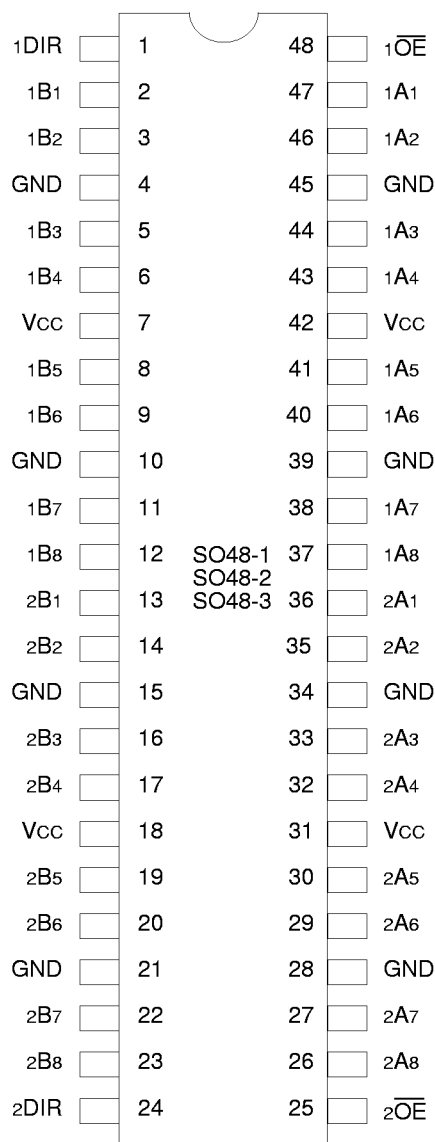 1DIR 1 48 1O̅E̅
1B1 2 47 1A1
1B2 3 46 1A2
GND 4 45 GND
1B3 5 44 1A3
1B4 6 43 1A4
VCC 7 42 VCC
1B5 8 41 1A5
1B6 9 40 1A6
GND 10 39 GND
1B7 11 38 1A7
1B8 12 SO48-1 37 1A8
SO48-2
2B1 13 SO48-3 36 2A1
2B2 14 35 2A2
GND 15 34 GND
2B3 16 33 2A3
2B4 17 32 2A4
VCC 18 31 VCC
2B5 19 30 2A5
2B6 20 29 2A6
GND 21 28 GND
2B7 22 27 2A7
2B8 23 26 2A8
2DIR 24 25 2O̅E̅